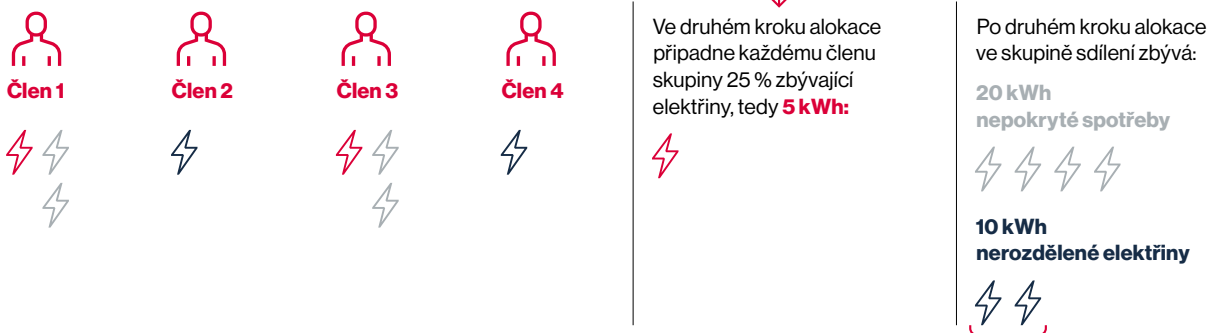 Člen 1
Člen 2
Člen 3
Člen 4
Ve druhém kroku alokace
připadne každému členu
skupiny 25 % zbývající
elektřiny, tedy 5 kWh:
Po druhém kroku alokace
ve skupině sdílení zbývá:
20 kWh
nepokryté spotřeby
10 kWh
nerozdělené elektřiny